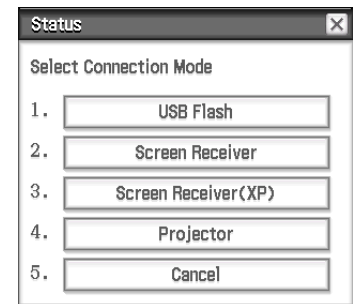 Status
Select Connection Mode
1. USB Flash
2. Screen Receiver
3. Screen Receiver(XP)
4. Projector
5. Cancel